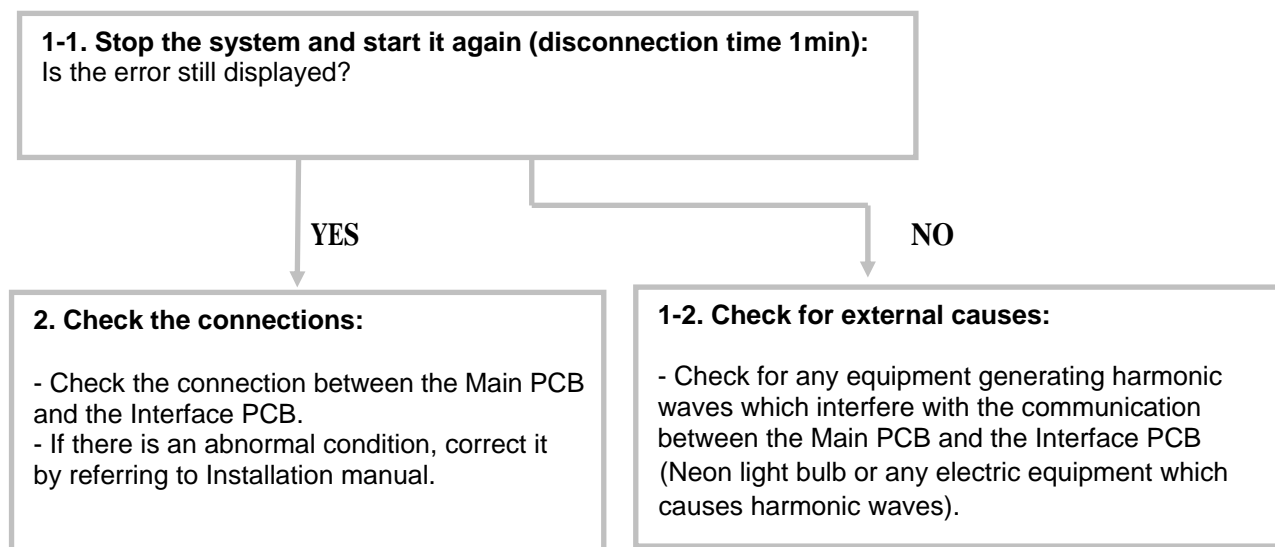 1-1. Stop the system and start it again (disconnection time 1min):
Is the error still displayed?
YES
NO
2. Check the connections:
- Check the connection between the Main PCB
and the Interface PCB.
- If there is an abnormal condition, correct it
by referring to Installation manual.
1-2. Check for external causes:
- Check for any equipment generating harmonic
waves which interfere with the communication
between the Main PCB and the Interface PCB
(Neon light bulb or any electric equipment which
causes harmonic waves).